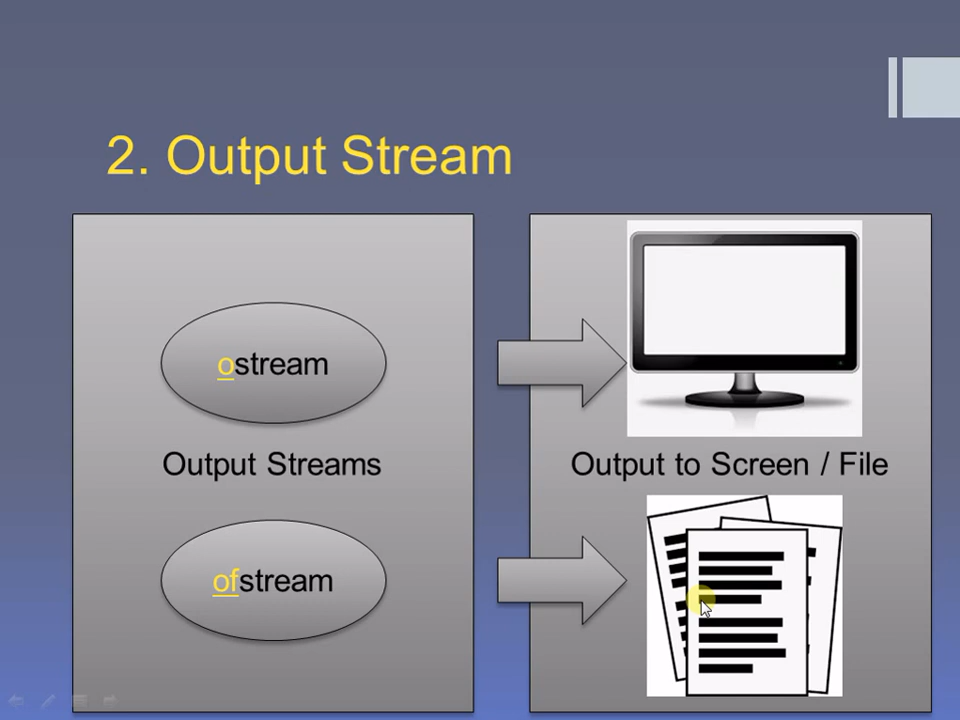 2. Output Stream
ostream
Output Streams
ofstream
Output to Screen / File